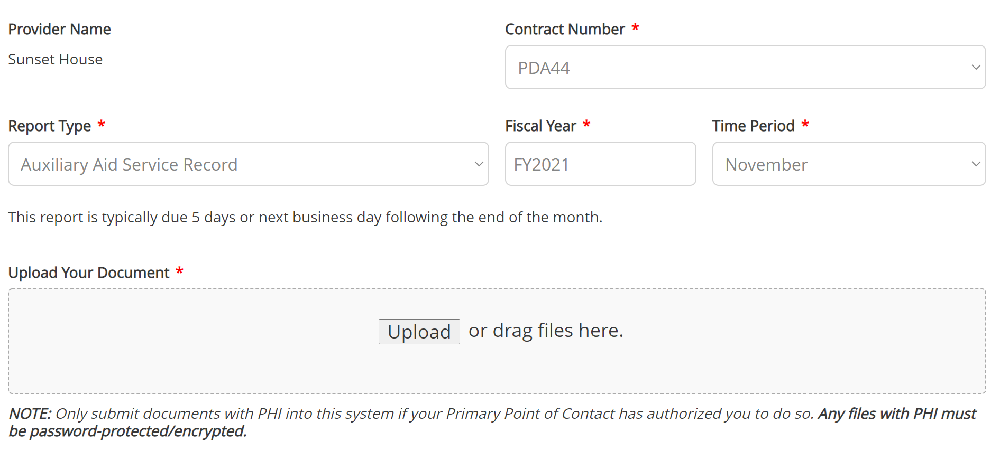 Provider Name
Contract Number *
Sunset House
PDA44
Report Type *
Fiscal Year *
Time Period *
Auxiliary Aid Service Record
FY2021
November
This report is typically due 5 days or next business day following the end of the month.
Upload Your Document *
Upload or drag files here.
NOTE: Only submit documents with PHI into this system if your Primary Point of Contact has authorized you to do so. Any files with PHI must
be password-protected/encrypted.